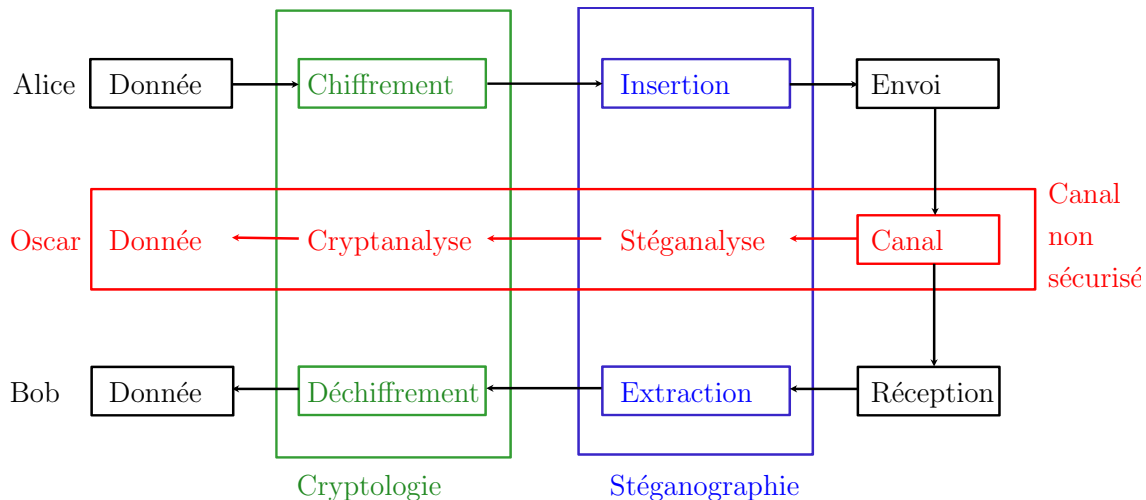 Alice Donnée Chiffrement Insertion Envoi
Canal
Oscar Donnée Cryptanalyse Stéganalyse Canal non
sécurisé
Bob Donnée Déchiffrement Extraction Réception
Cryptologie Stéganographie